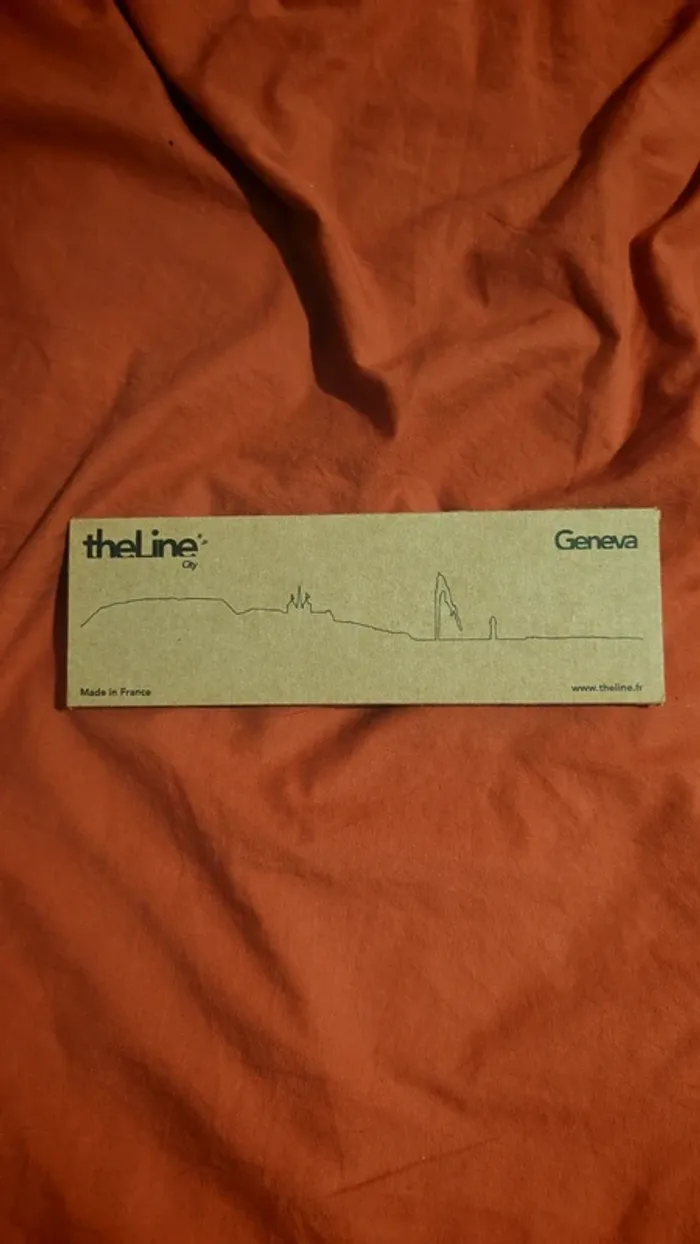 theLine
City
Geneva
Made in France
www.theline.fr